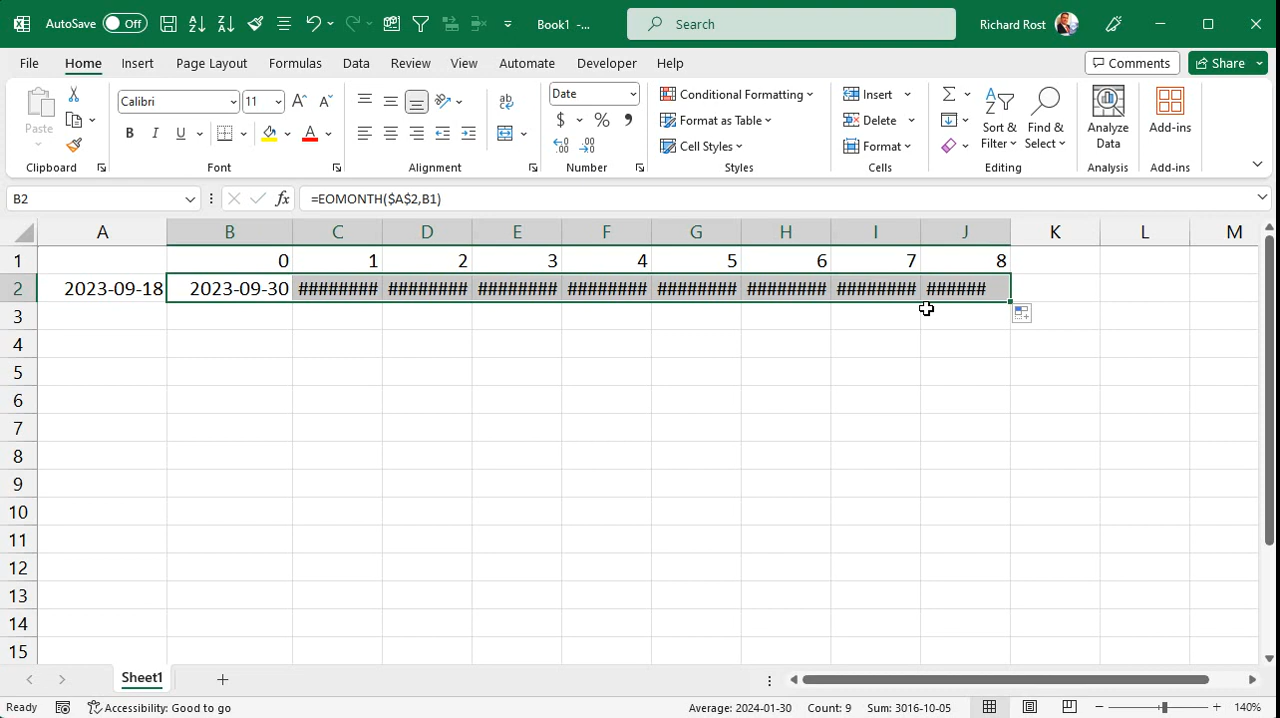 AutoSave Off Book1 -... Search Richard Rost
File Home Insert Page Layout Formulas Data Review View Automate Developer Help Comments Share
Calibri 11 Date Conditional Formatting Insert
Paste Format as Table Delete Sort & Find & Analyze Add-ins
Cell Styles Format Filter Select Data
Clipboard Font Alignment Number Styles Cells Editing Analysis Add-ins
B2 =EOMONTH($A$2,B1)
A B C D E F G H I J K L M
1 0 1 2 3 4 5 6 7 8
2 2023-09-18 2023-09-30 ######## ######## ######## ######## ######## ######## ######## ######
3
4
5
6
7
8
9
10
11
12
13
14
15
Sheet1
Ready Accessibility: Good to go Average: 2024-01-30 Count: 9 Sum: 3016-10-05 140%